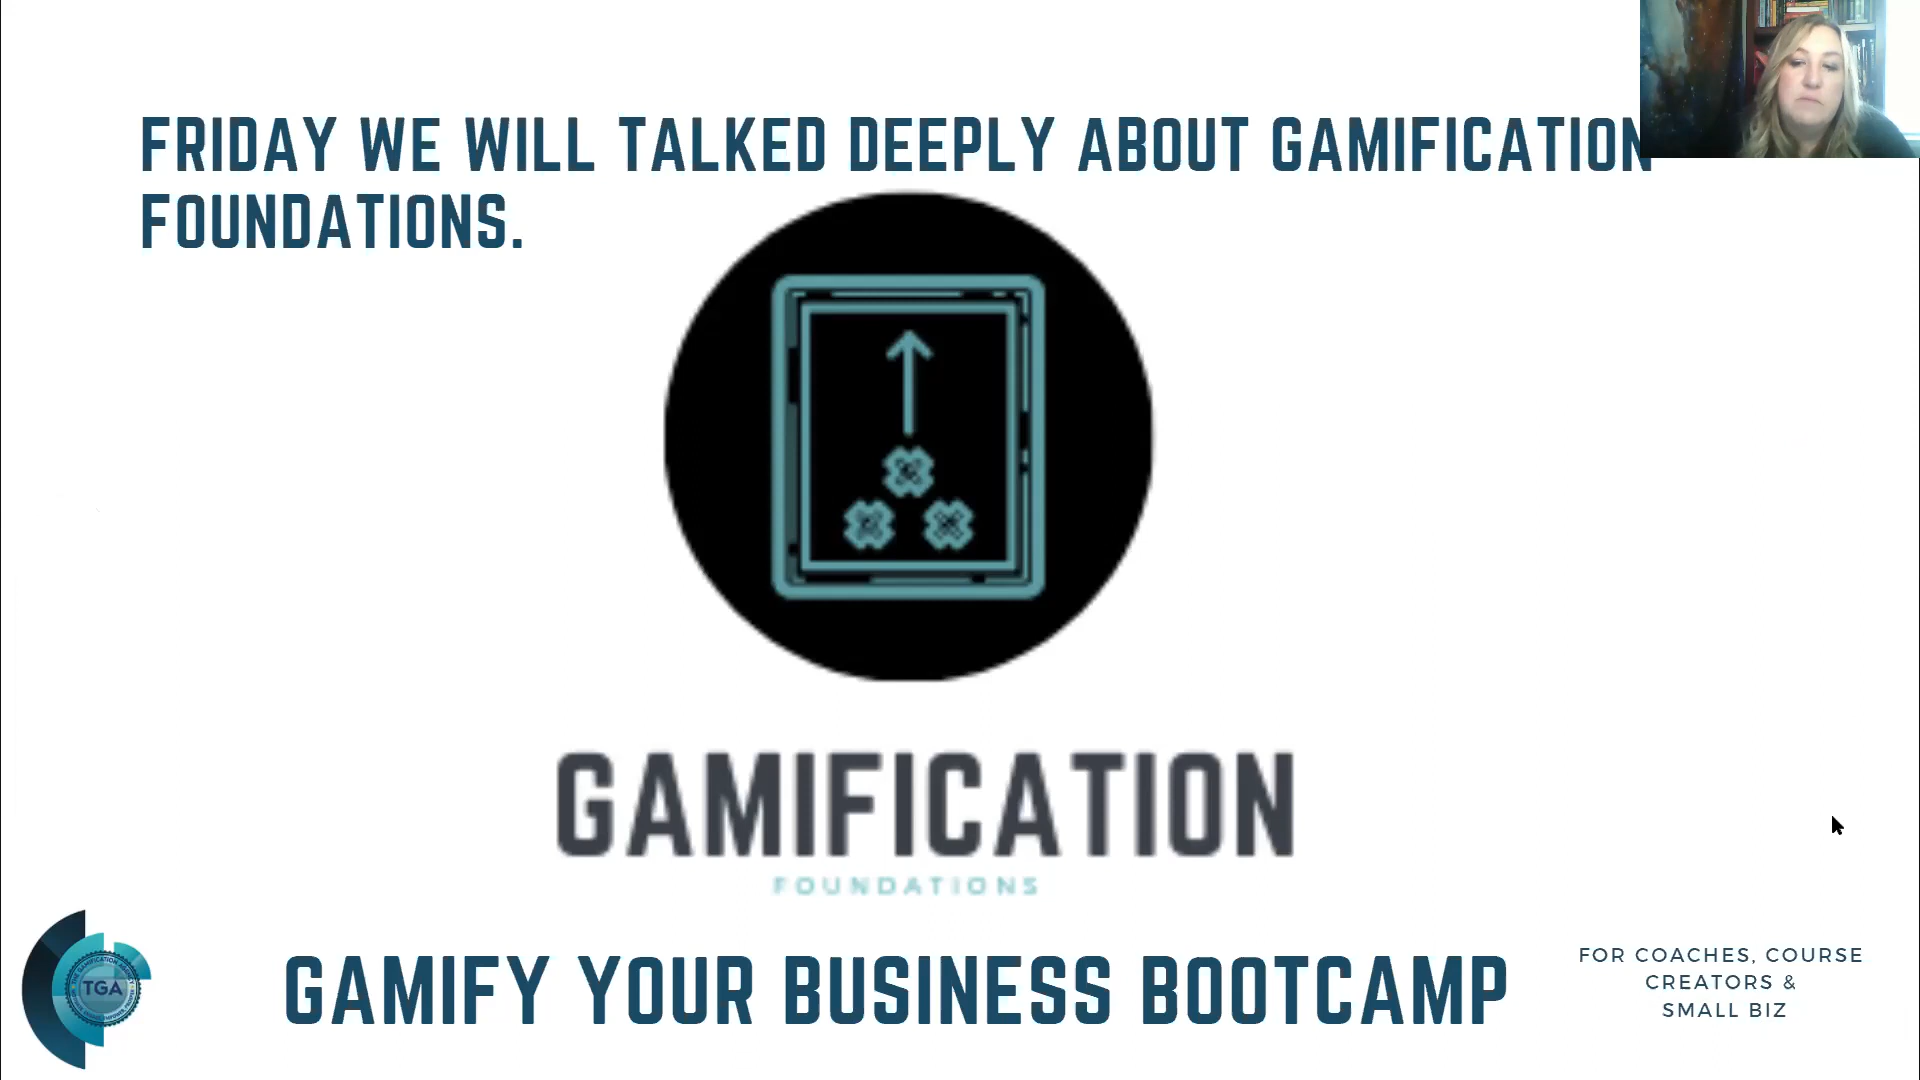 FRIDAY WE WILL TALKED DEEPLY ABOUT GAMIFICATION
FOUNDATIONS.
GAMIFICATION
FOUNDATIONS
TGA
GAMIFY YOUR BUSINESS BOOTCAMP
FOR COACHES, COURSE
CREATORS &
SMALL BIZ